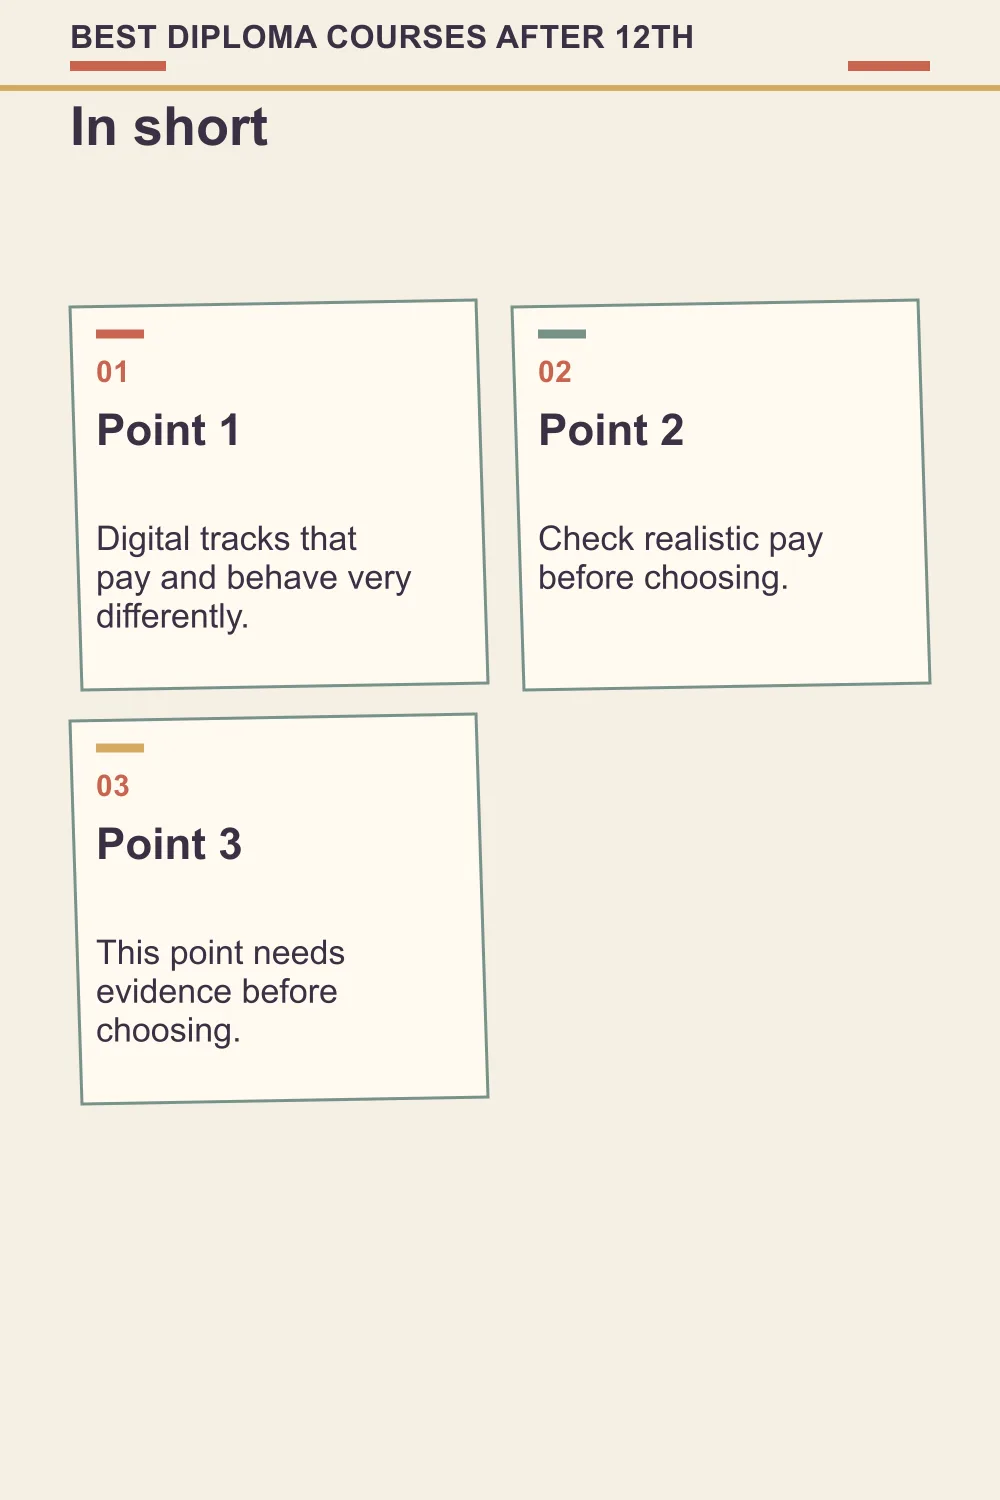 BEST DIPLOMA COURSES AFTER 12TH
In short
01
Point 1
Digital tracks that
pay and behave very
differently.
02
Point 2
Check realistic pay
before choosing.
03
Point 3
This point needs
evidence before
choosing.